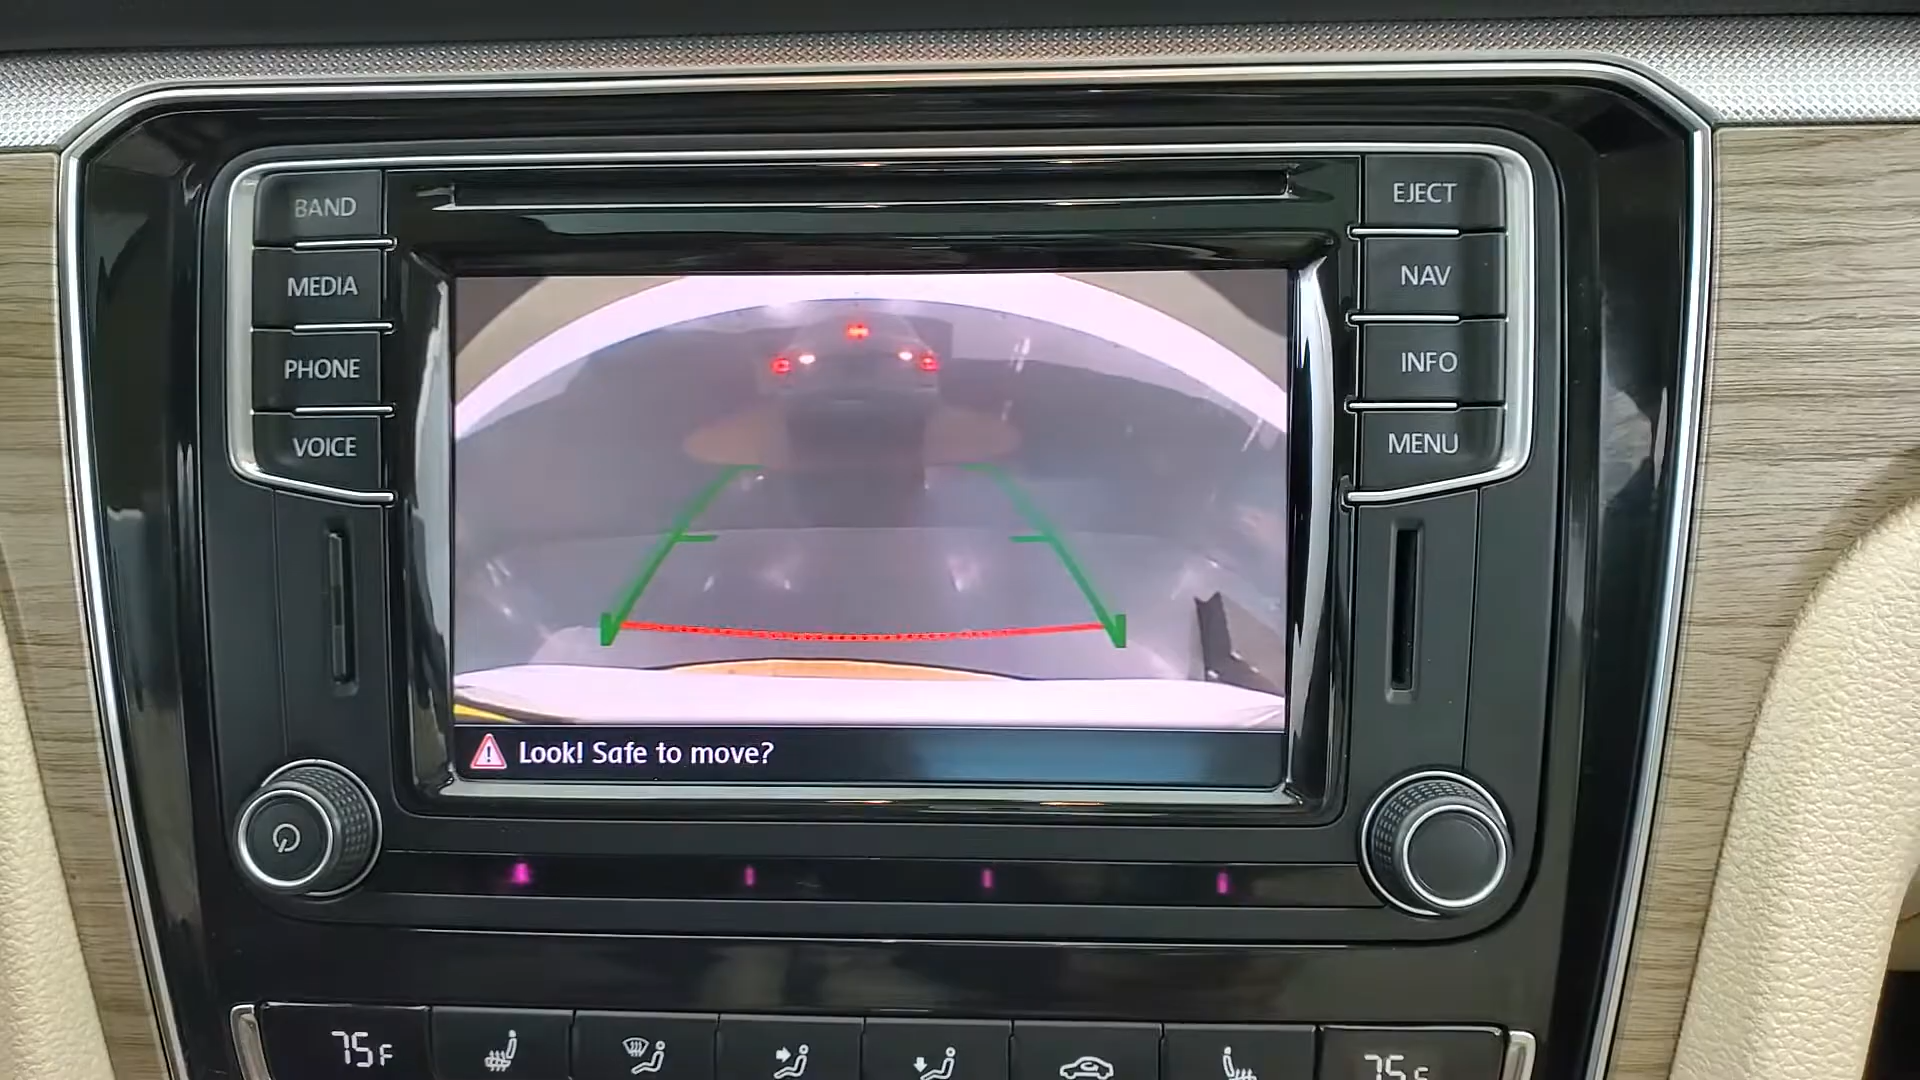 BAND
MEDIA
PHONE
VOICE
EJECT
NAV
INFO
MENU
Look! Safe to move?
75F
75F